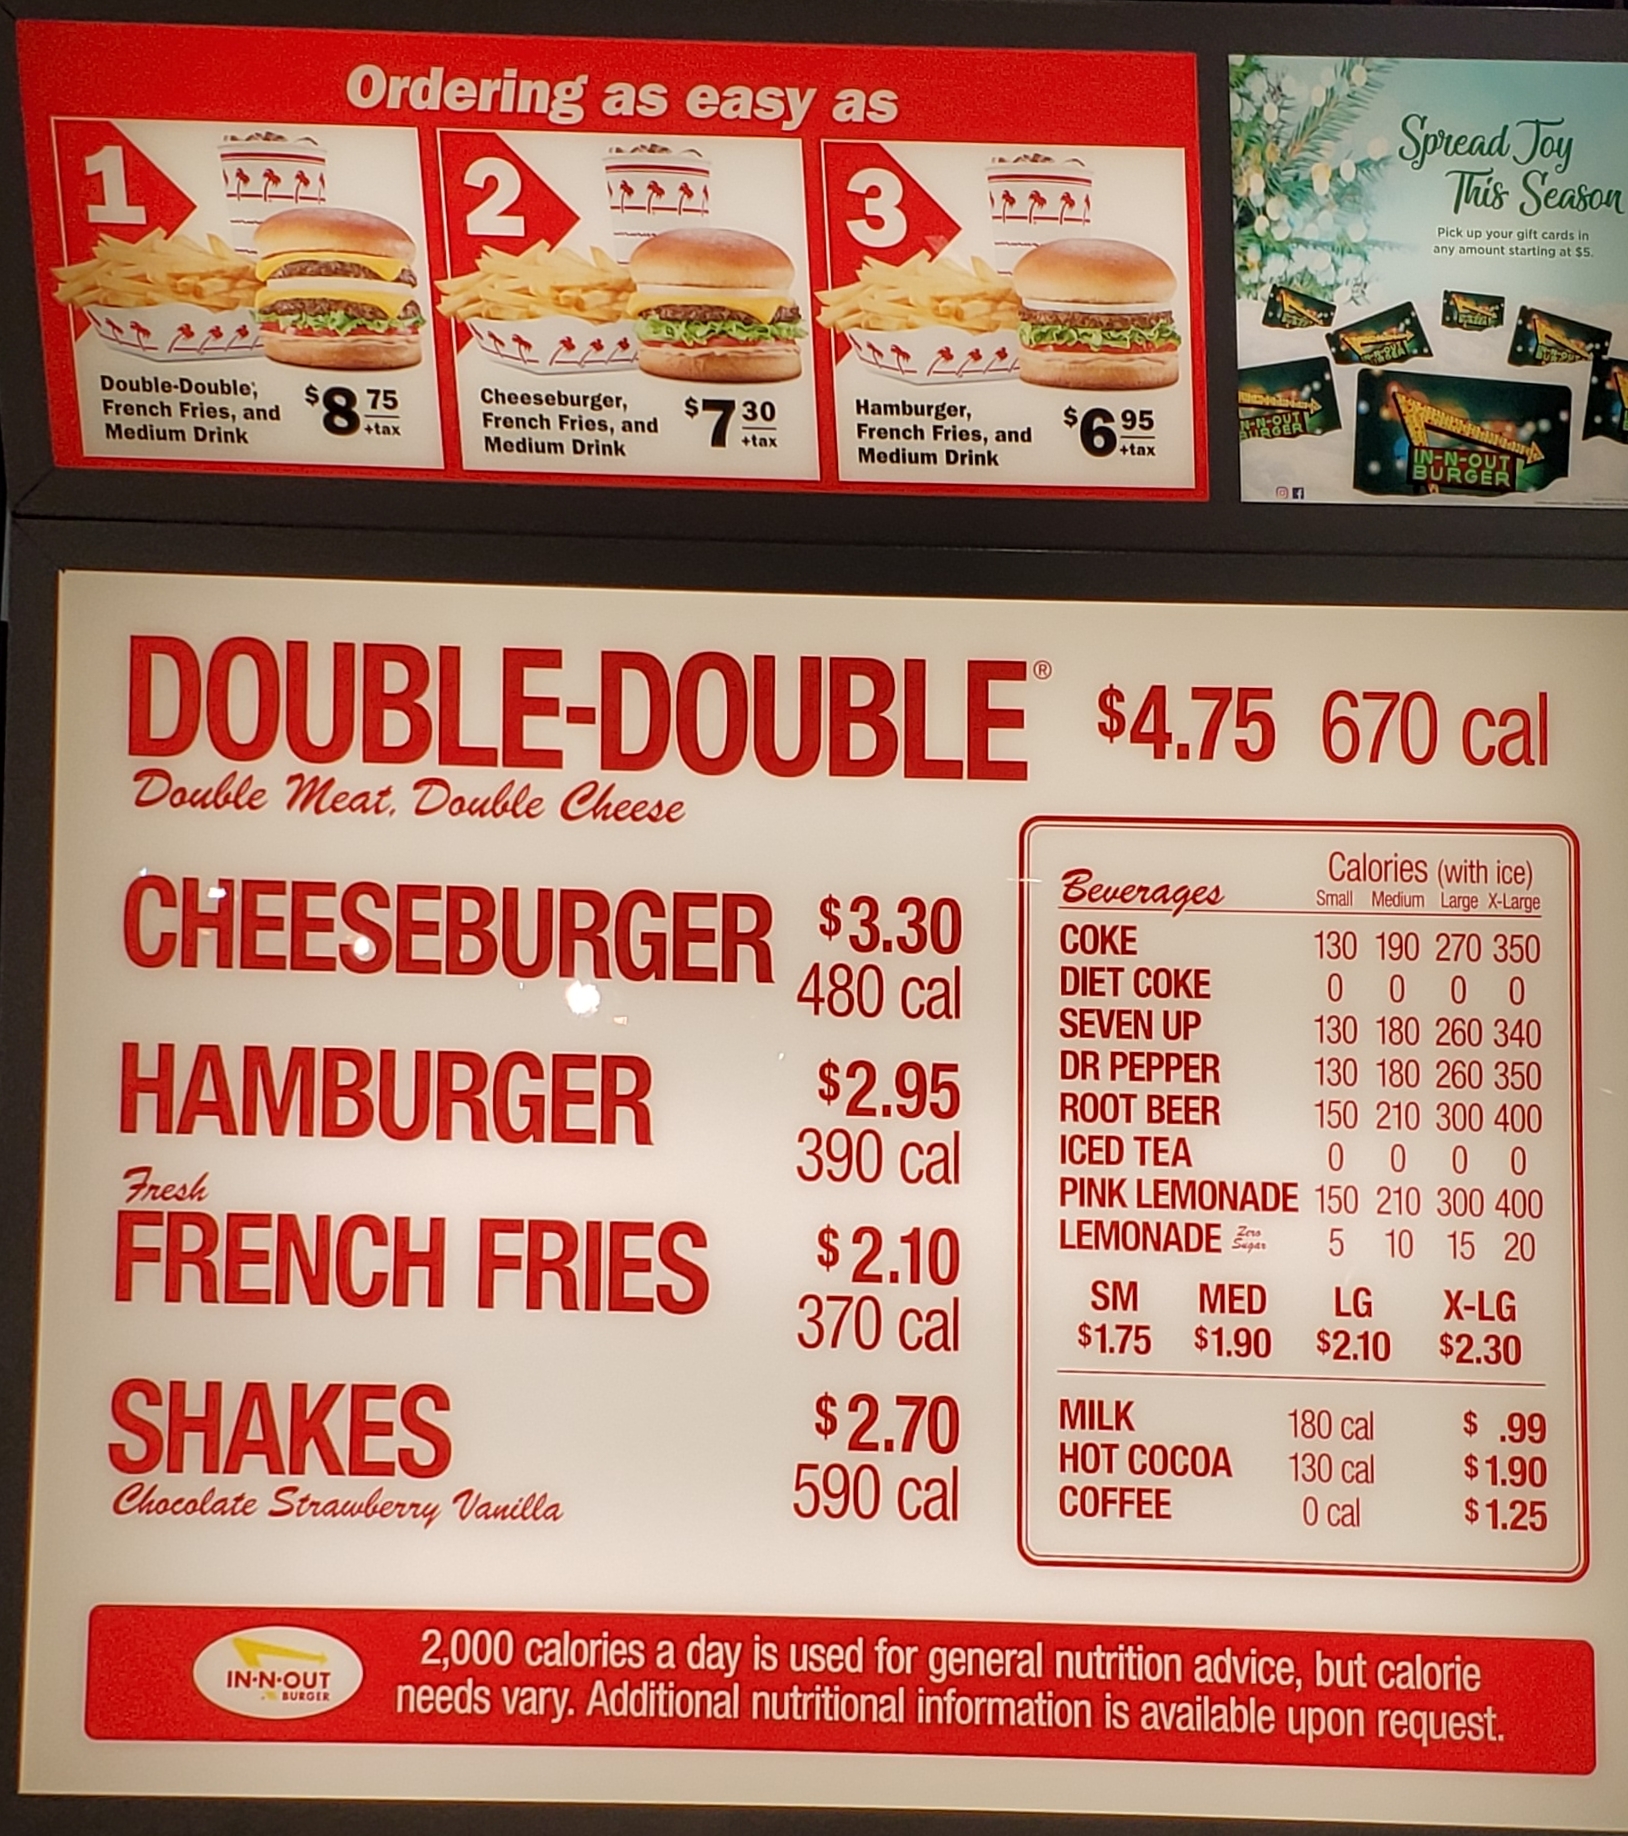 Ordering as easy as
1
Double-Double,
French Fries, and
Medium Drink
$8 75
+tax
2
Cheeseburger,
French Fries, and
Medium Drink
$7 30
+tax
3
Hamburger,
French Fries, and
Medium Drink
$6 95
+tax
Spread Joy
This Season
Pick up your gift cards in
any amount starting at $5.
IN-N-OUT
BURGER
DOUBLE-DOUBLE® $4.75 670 cal
Double Meat, Double Cheese
CHEESEBURGER $3.30
480 cal
HAMBURGER $2.95
390 cal
Fresh
FRENCH FRIES $2.10
370 cal
SHAKES $2.70
Chocolate Strawberry Vanilla 590 cal
Calories (with ice)
Beverages Small Medium Large X-Large
COKE 130 190 270 350
DIET COKE 0 0 0 0
SEVEN UP 130 180 260 340
DR PEPPER 130 180 260 350
ROOT BEER 150 210 300 400
ICED TEA 0 0 0 0
PINK LEMONADE 150 210 300 400
LEMONADE Zero Sugar 5 10 15 20
SM MED LG X-LG
$1.75 $1.90 $2.10 $2.30
MILK 180 cal $ .99
HOT COCOA 130 cal $1.90
COFFEE 0 cal $1.25
IN-N-OUT
BURGER
2,000 calories a day is used for general nutrition advice, but calorie
needs vary. Additional nutritional information is available upon request.